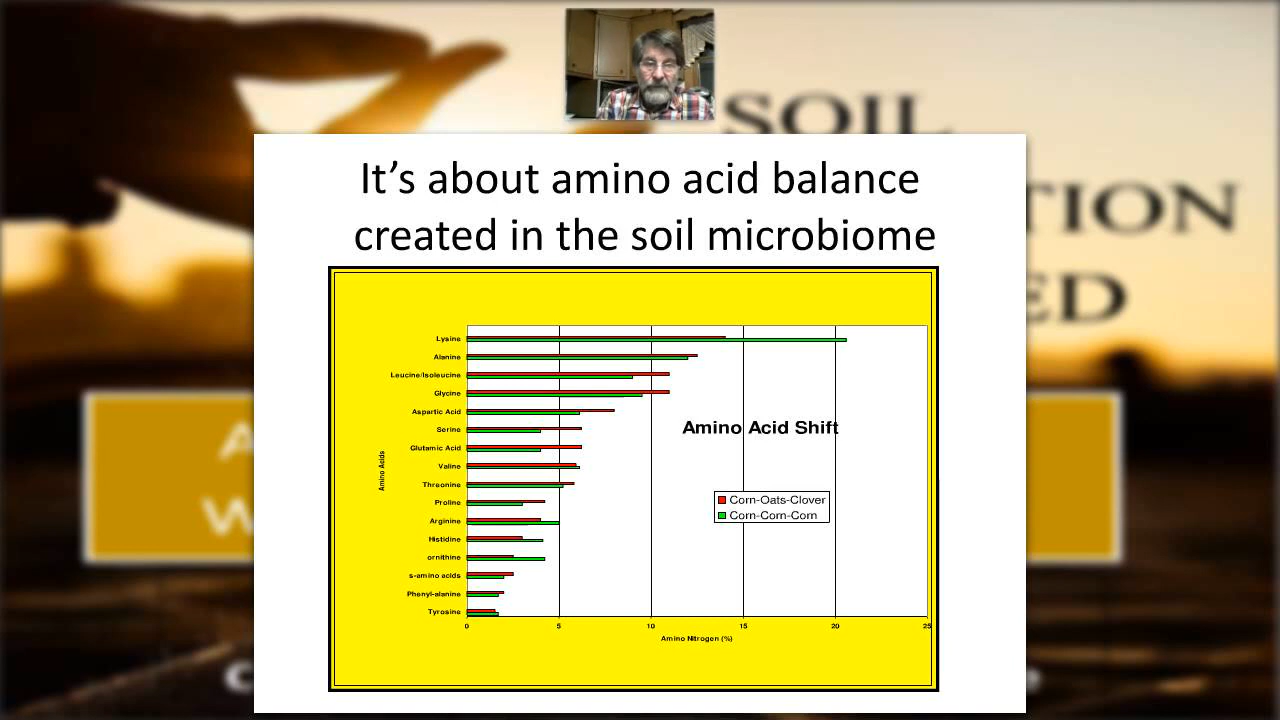 SOIL
It's about amino acid balance
created in the soil microbiome
TION
ED
Lysine
Alanine
Leucine/Isoleucine
Glycine
Aspartic Acid
Serine
Glutamic Acid
Valine
Threonine
Proline
Arginine
Histidine
ornithine
s-amino acids
Phenyl-alanine
Tyrosine
Amino Acids
Amino Acid Shift
Corn-Oats-Clover
Corn-Corn-Corn
0 5 10 15 20 25
Amino Nitrogen (%)
A
W